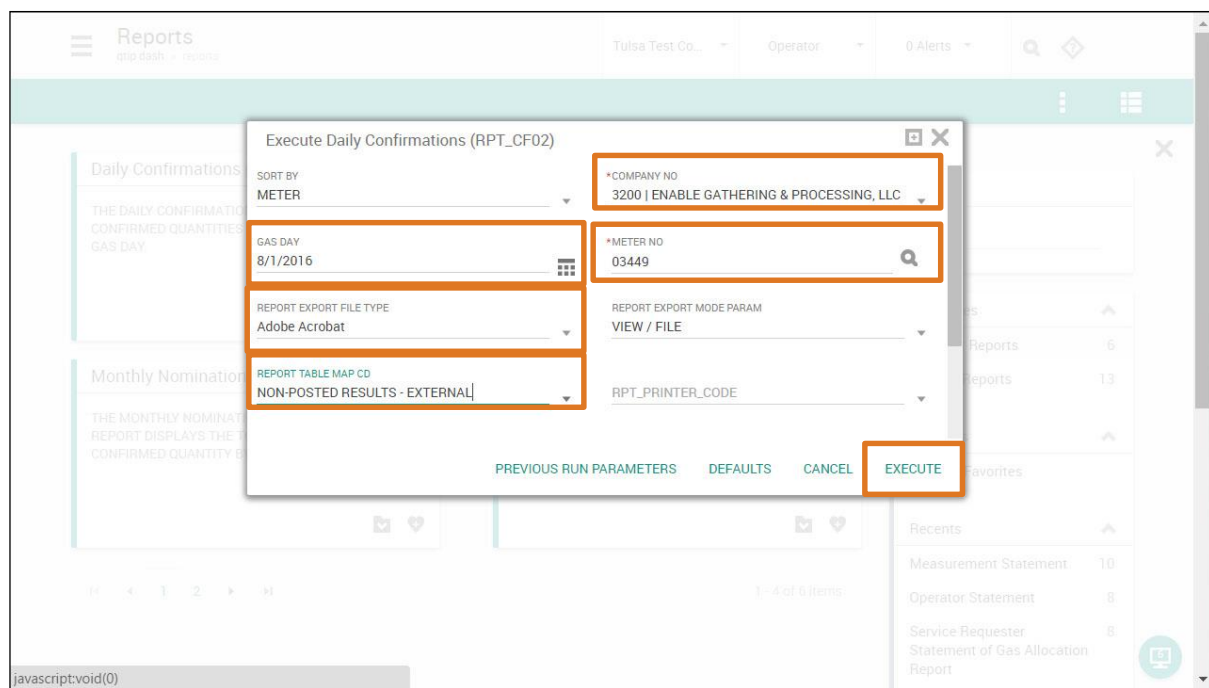 Reports
qtip dash > reports
Tulsa Test Co...
Operator
0 Alerts
Execute Daily Confirmations (RPT_CF02)
Daily Confirmations
THE DAILY CONFIRMATIO
CONFIRMED QUANTITIES
GAS DAY
SORT BY
METER
*COMPANY NO
3200 | ENABLE GATHERING & PROCESSING, LLC
GAS DAY
8/1/2016
*METER NO
03449
REPORT EXPORT FILE TYPE
Adobe Acrobat
REPORT EXPORT MODE PARAM
VIEW / FILE
REPORT TABLE MAP CD
NON-POSTED RESULTS - EXTERNAL
RPT_PRINTER_CODE
PREVIOUS RUN PARAMETERS
DEFAULTS
CANCEL
EXECUTE
Reports 6
Reports 13
Monthly Nomination
THE MONTHLY NOMINAT
REPORT DISPLAYS THE T
CONFIRMED QUANTITY B
Favorites
Recents
Measurement Statement 10
Operator Statement 8
Service Requester 8
Statement of Gas Allocation
Report
1 2
1 - 4 of 6 items
javascript:void(0)